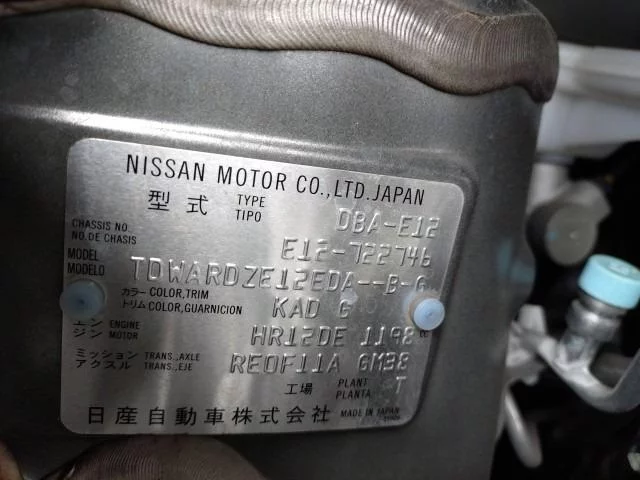 NISSAN MOTOR CO.,LTD.JAPAN
型式 TYPE TIPO DBA-E12
CHASSIS NO. NO.DE CHASIS E12-722746
MODEL MODELO TDWARDZE12EDA--B-G
カラー COLOR,TRIM トリム COLOR,GUARNICION KAD G
エンジン ENGINE MOTOR HR12DE 1198 cc
ミッション アクスル TRANS.,AXLE TRANS.,EJE RE0F11A GM38
工場 PLANT PLANTA T
日産自動車株式会社 MADE IN JAPAN